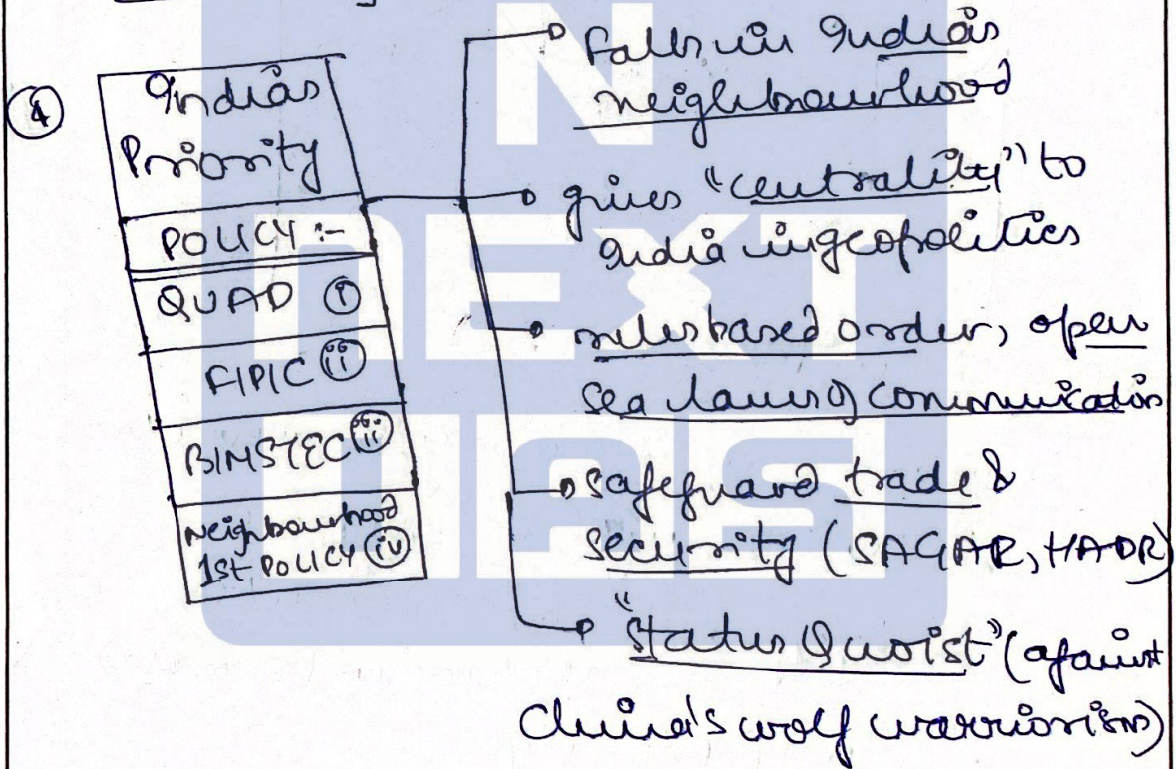 ④
India's
Priority
POLICY :-
QUAD ⓘ
FIPIC ⓘⓘ
BIMSTEC ⓘⓘⓘ
Neighbourhood
1st POLICY ⓘⓥ
Falls in India's
neighbourhood
gives "centrality" to
India in geopolitics
rules based order, open
sea lanes of communication
safeguard trade &
security (SAGAR, HADR)
"Status Quoist" (against
China's wolf warriorism)
NEXT
IAS